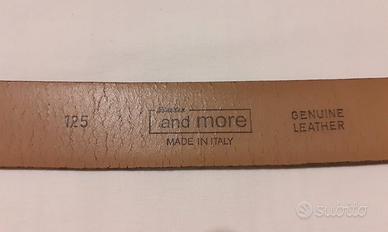 125
and more
MADE IN ITALY
GENUINE
LEATHER
subito